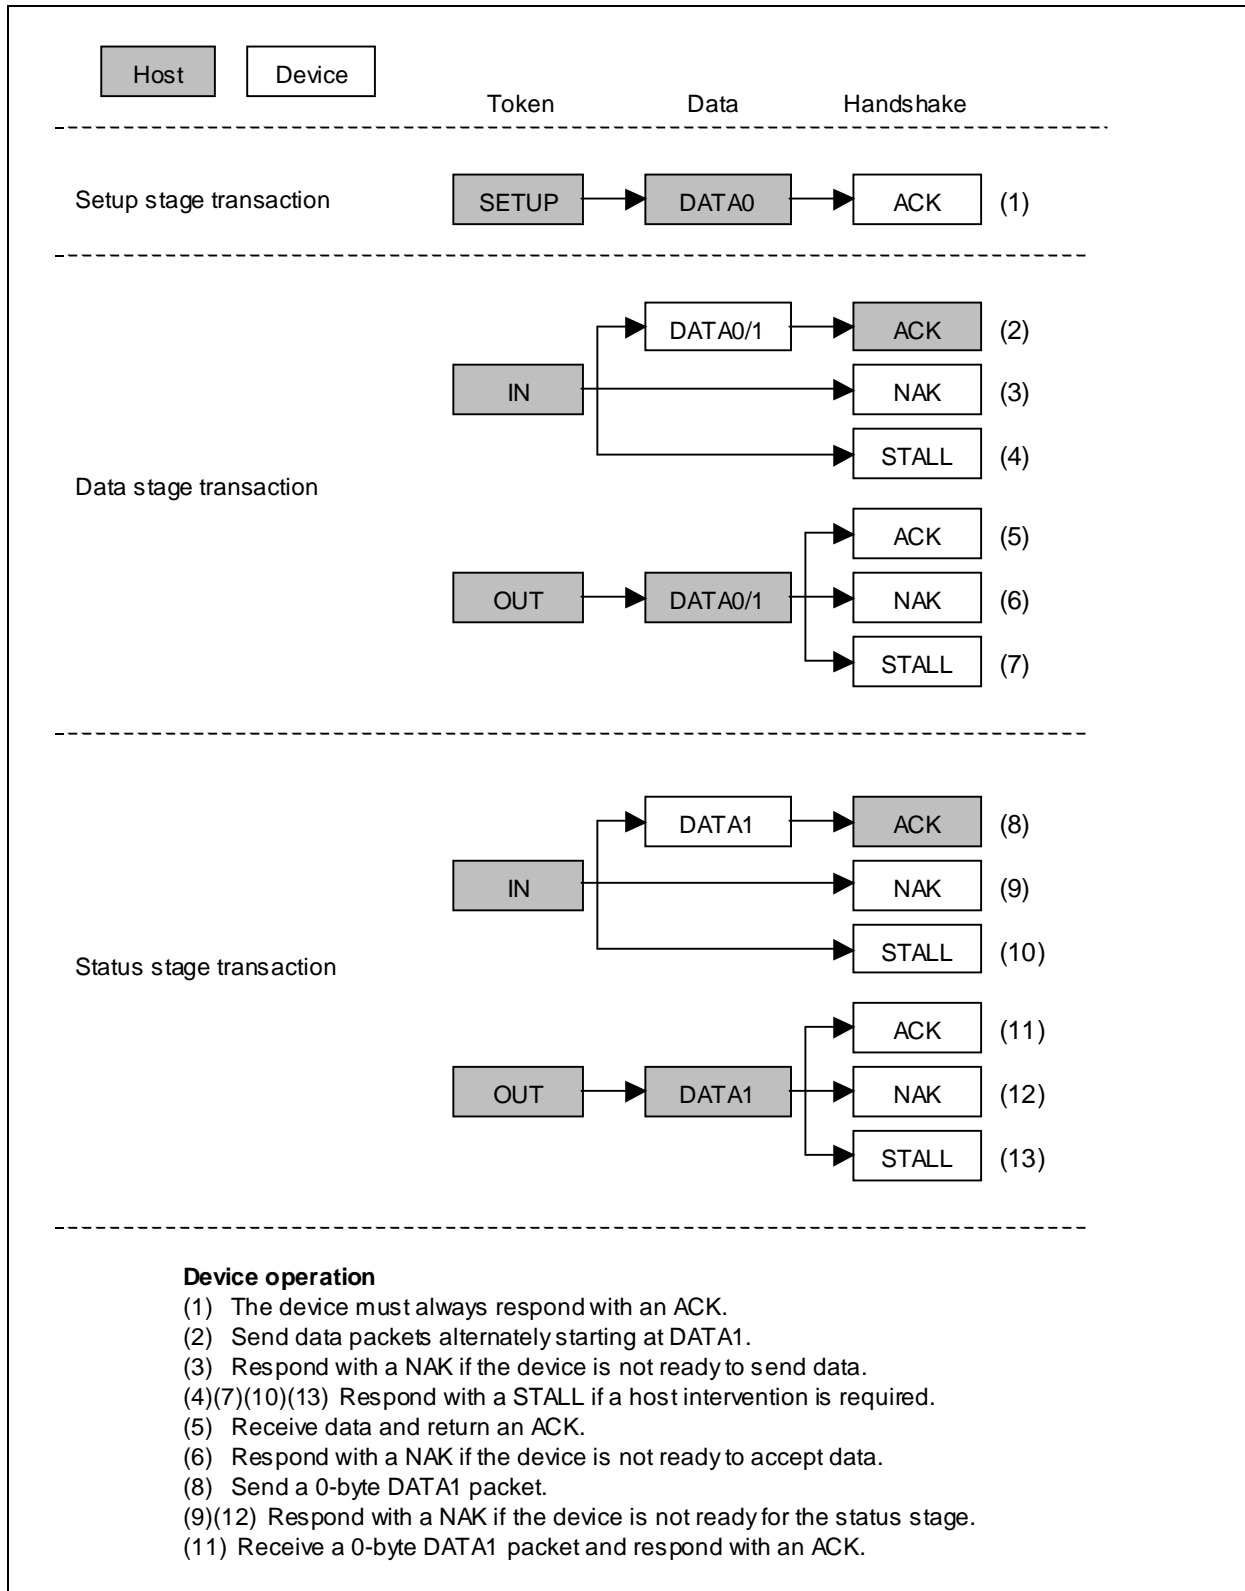 Host Device
Token Data Handshake
Setup stage transaction SETUP DATA0 ACK (1)
DATA0/1 ACK (2)
IN NAK (3)
STALL (4)
Data stage transaction
ACK (5)
OUT DATA0/1 NAK (6)
STALL (7)
DATA1 ACK (8)
IN NAK (9)
STALL (10)
Status stage transaction
ACK (11)
OUT DATA1 NAK (12)
STALL (13)
Device operation
(1) The device must always respond with an ACK.
(2) Send data packets alternately starting at DATA1.
(3) Respond with a NAK if the device is not ready to send data.
(4)(7)(10)(13) Respond with a STALL if a host intervention is required.
(5) Receive data and return an ACK.
(6) Respond with a NAK if the device is not ready to accept data.
(8) Send a 0-byte DATA1 packet.
(9)(12) Respond with a NAK if the device is not ready for the status stage.
(11) Receive a 0-byte DATA1 packet and respond with an ACK.